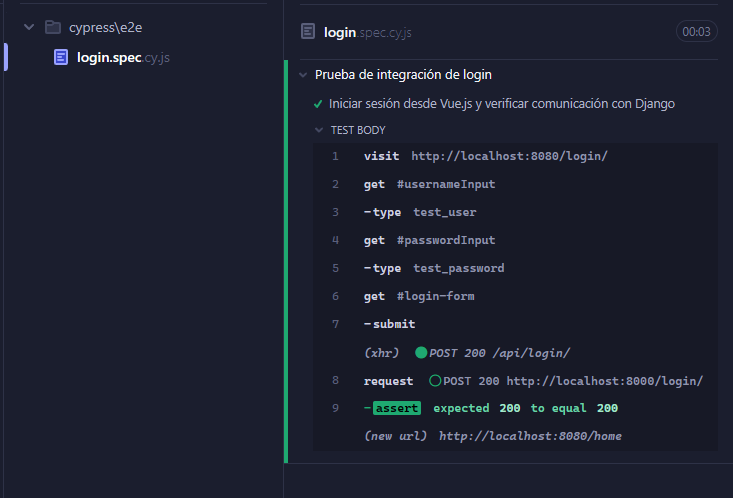 cypress\e2e
login.spec.cy.js
login.spec.cy.js
00:03
Prueba de integración de login
Iniciar sesión desde Vue.js y verificar comunicación con Django
TEST BODY
1 visit http://localhost:8080/login/
2 get #usernameInput
3 -type test_user
4 get #passwordInput
5 -type test_password
6 get #login-form
7 -submit
(xhr) POST 200 /api/login/
8 request POST 200 http://localhost:8000/login/
9 -assert expected 200 to equal 200
(new url) http://localhost:8080/home